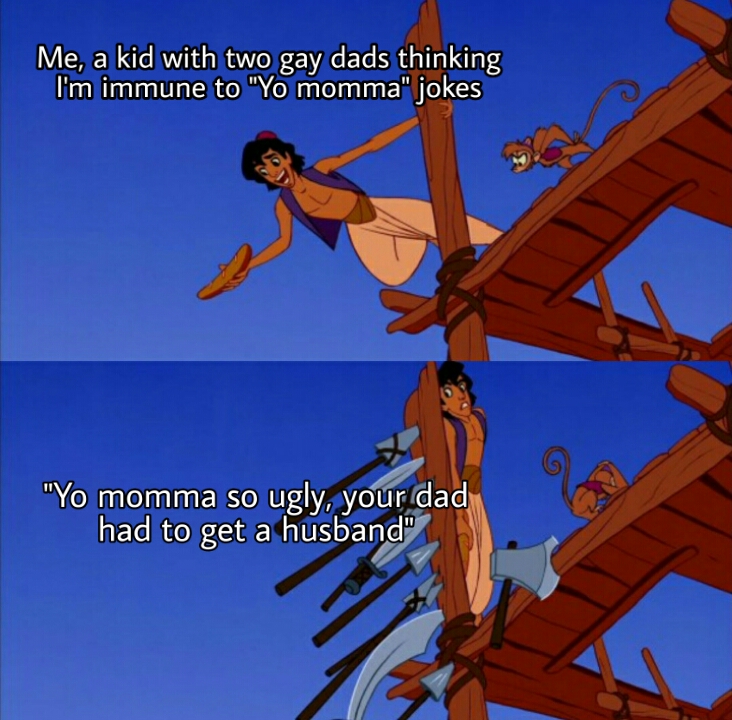 Me, a kid with two gay dads thinking
I'm immune to "Yo momma" jokes
"Yo momma so ugly, your dad
had to get a husband"